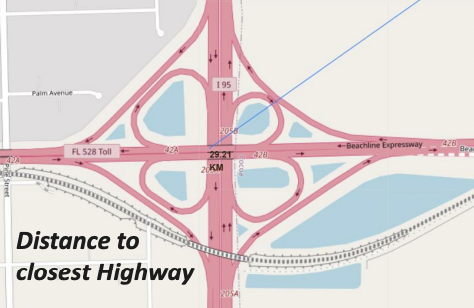 I 95
Palm Avenue
205B
FL 528 Toll
42A
29.21
KM
42B
Beachline Expressway
42B
42A
Distance to
closest Highway
205A